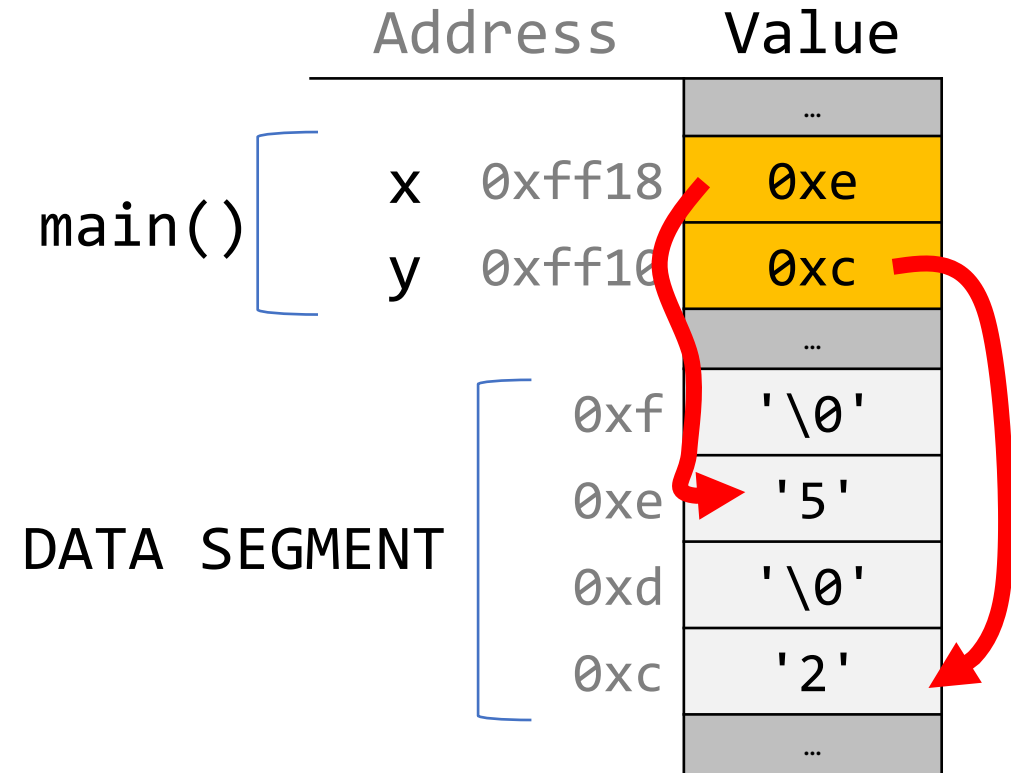 Address Value
…
x 0xff18 0xe
main()
y 0xff10 0xc
…
0xf '\0'
0xe '5'
DATA SEGMENT
0xd '\0'
0xc '2'
…